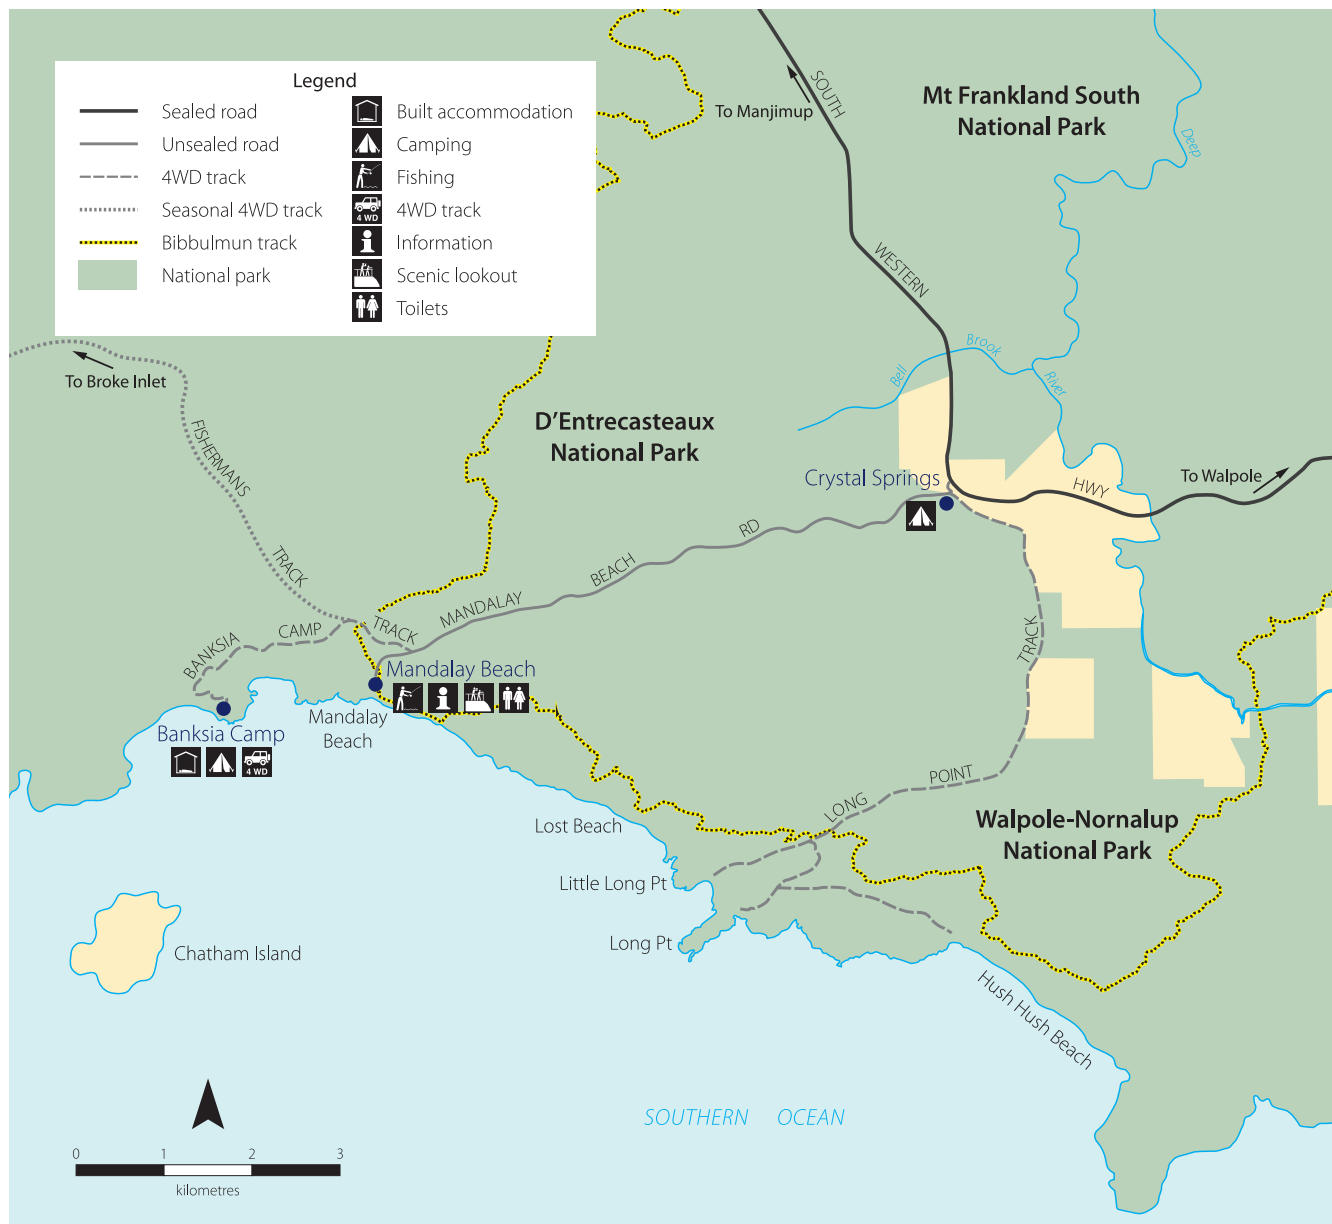 Legend
Sealed road
Unsealed road
4WD track
Seasonal 4WD track
Bibbulmun track
National park
Built accommodation
Camping
Fishing
4 WD
4WD track
Information
Scenic lookout
Toilets
To Manjimup
SOUTH
WESTERN
HWY
Mt Frankland South
National Park
Deep
River
Bell
Brook
To Broke Inlet
FISHERMANS
TRACK
D’Entrecasteaux
National Park
Crystal Springs
To Walpole
MANDALAY
BEACH
RD
BANKSIA
CAMP
TRACK
Mandalay Beach
Mandalay
Beach
Banksia Camp
4 WD
LONG
POINT
TRACK
Walpole-Nornalup
National Park
Lost Beach
Little Long Pt
Long Pt
Chatham Island
Hush Hush Beach
SOUTHERN OCEAN
0 1 2 3
kilometres